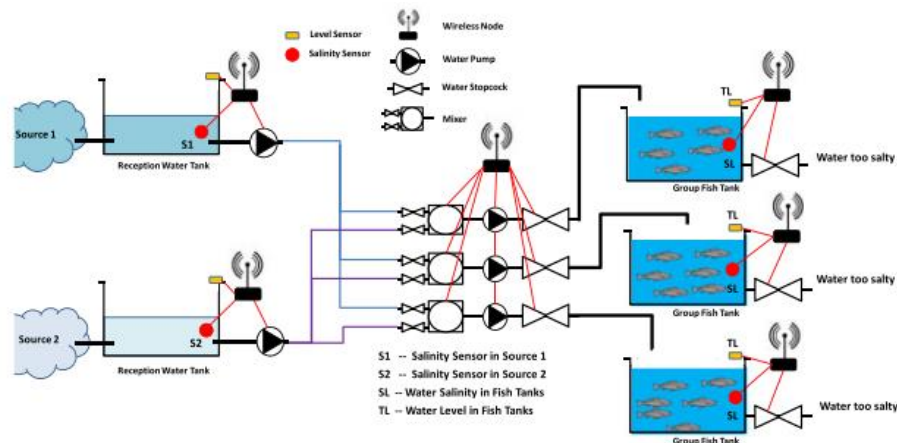 Level Sensor
Salinity Sensor
Wireless Node
Water Pump
Water Stopcock
Mixer
Source 1
S1
Reception Water Tank
Source 2
S2
Reception Water Tank
TL
SL
Water too salty
Group Fish Tank
TL
SL
Water too salty
Group Fish Tank
TL
SL
Water too salty
Group Fish Tank
S1 -- Salinity Sensor in Source 1
S2 -- Salinity Sensor in Source 2
SL -- Water Salinity in Fish Tanks
TL -- Water Level in Fish Tanks